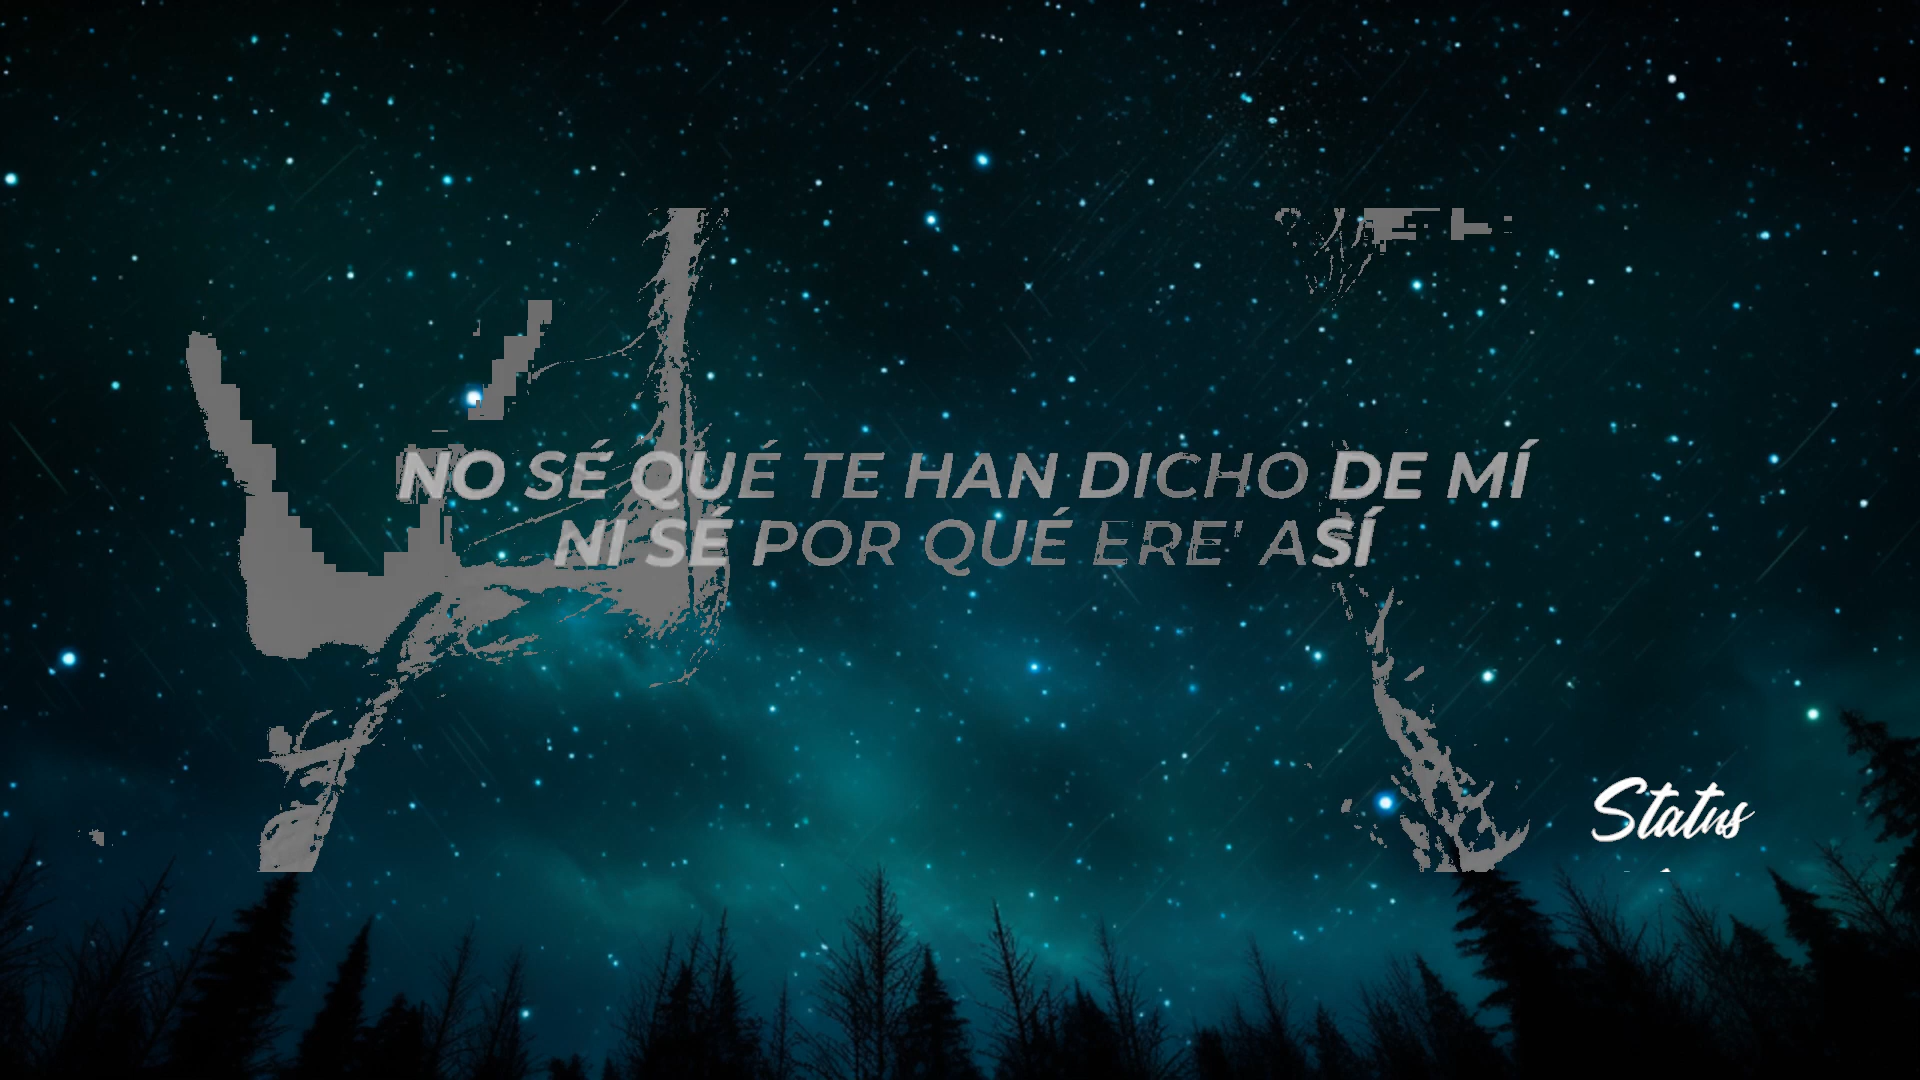 NO SÉ QUÉ TE HAN DICHO DE MÍ
NI SÉ POR QUÉ ERE' ASÍ
Status